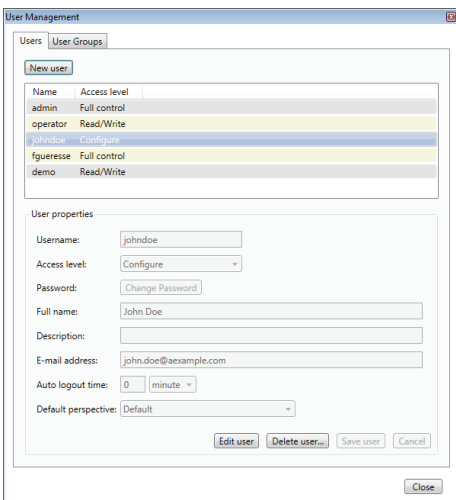 User Management
Users User Groups
New user
Name Access level
admin Full control
operator Read/Write
johndoe Configure
fgueresse Full control
demo Read/Write
User properties
Username: johndoe
Access level: Configure
Password: Change Password
Full name: John Doe
Description:
E-mail address: john.doe@aexample.com
Auto logout time: 0 minute
Default perspective: Default
Edit user Delete user... Save user Cancel
Close